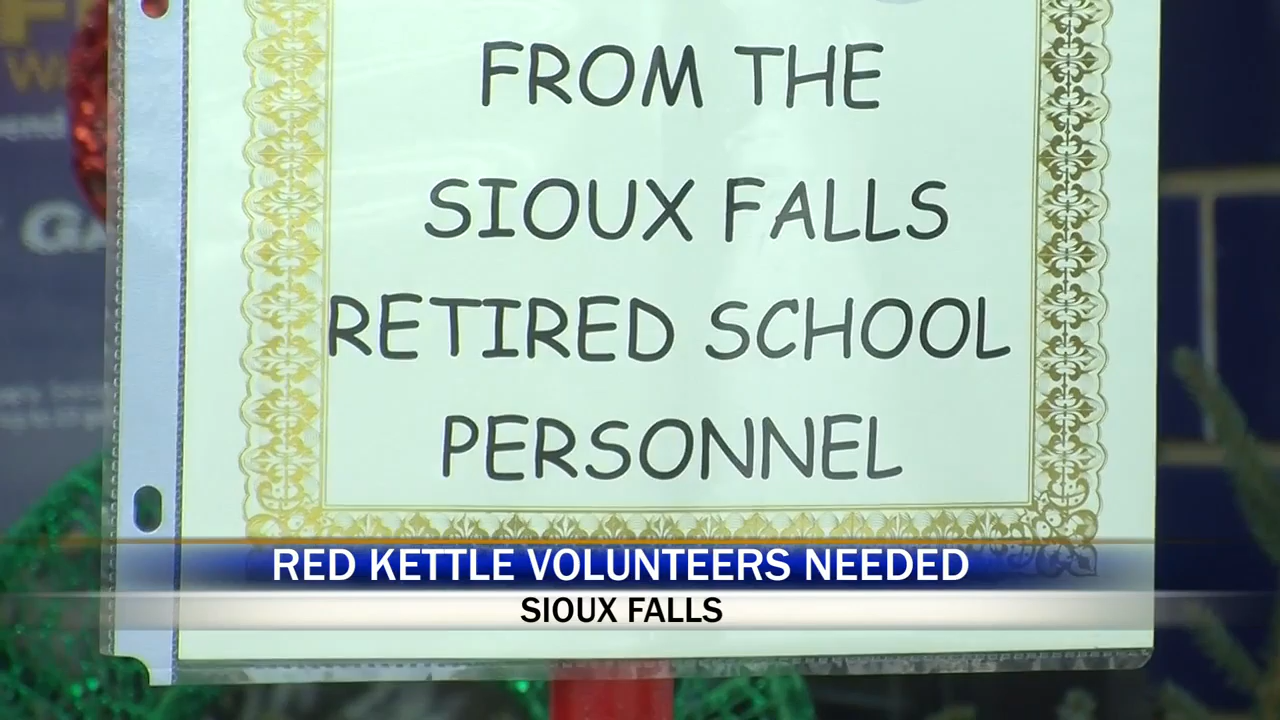 FROM THE
SIOUX FALLS
RETIRED SCHOOL
PERSONNEL
RED KETTLE VOLUNTEERS NEEDED
SIOUX FALLS